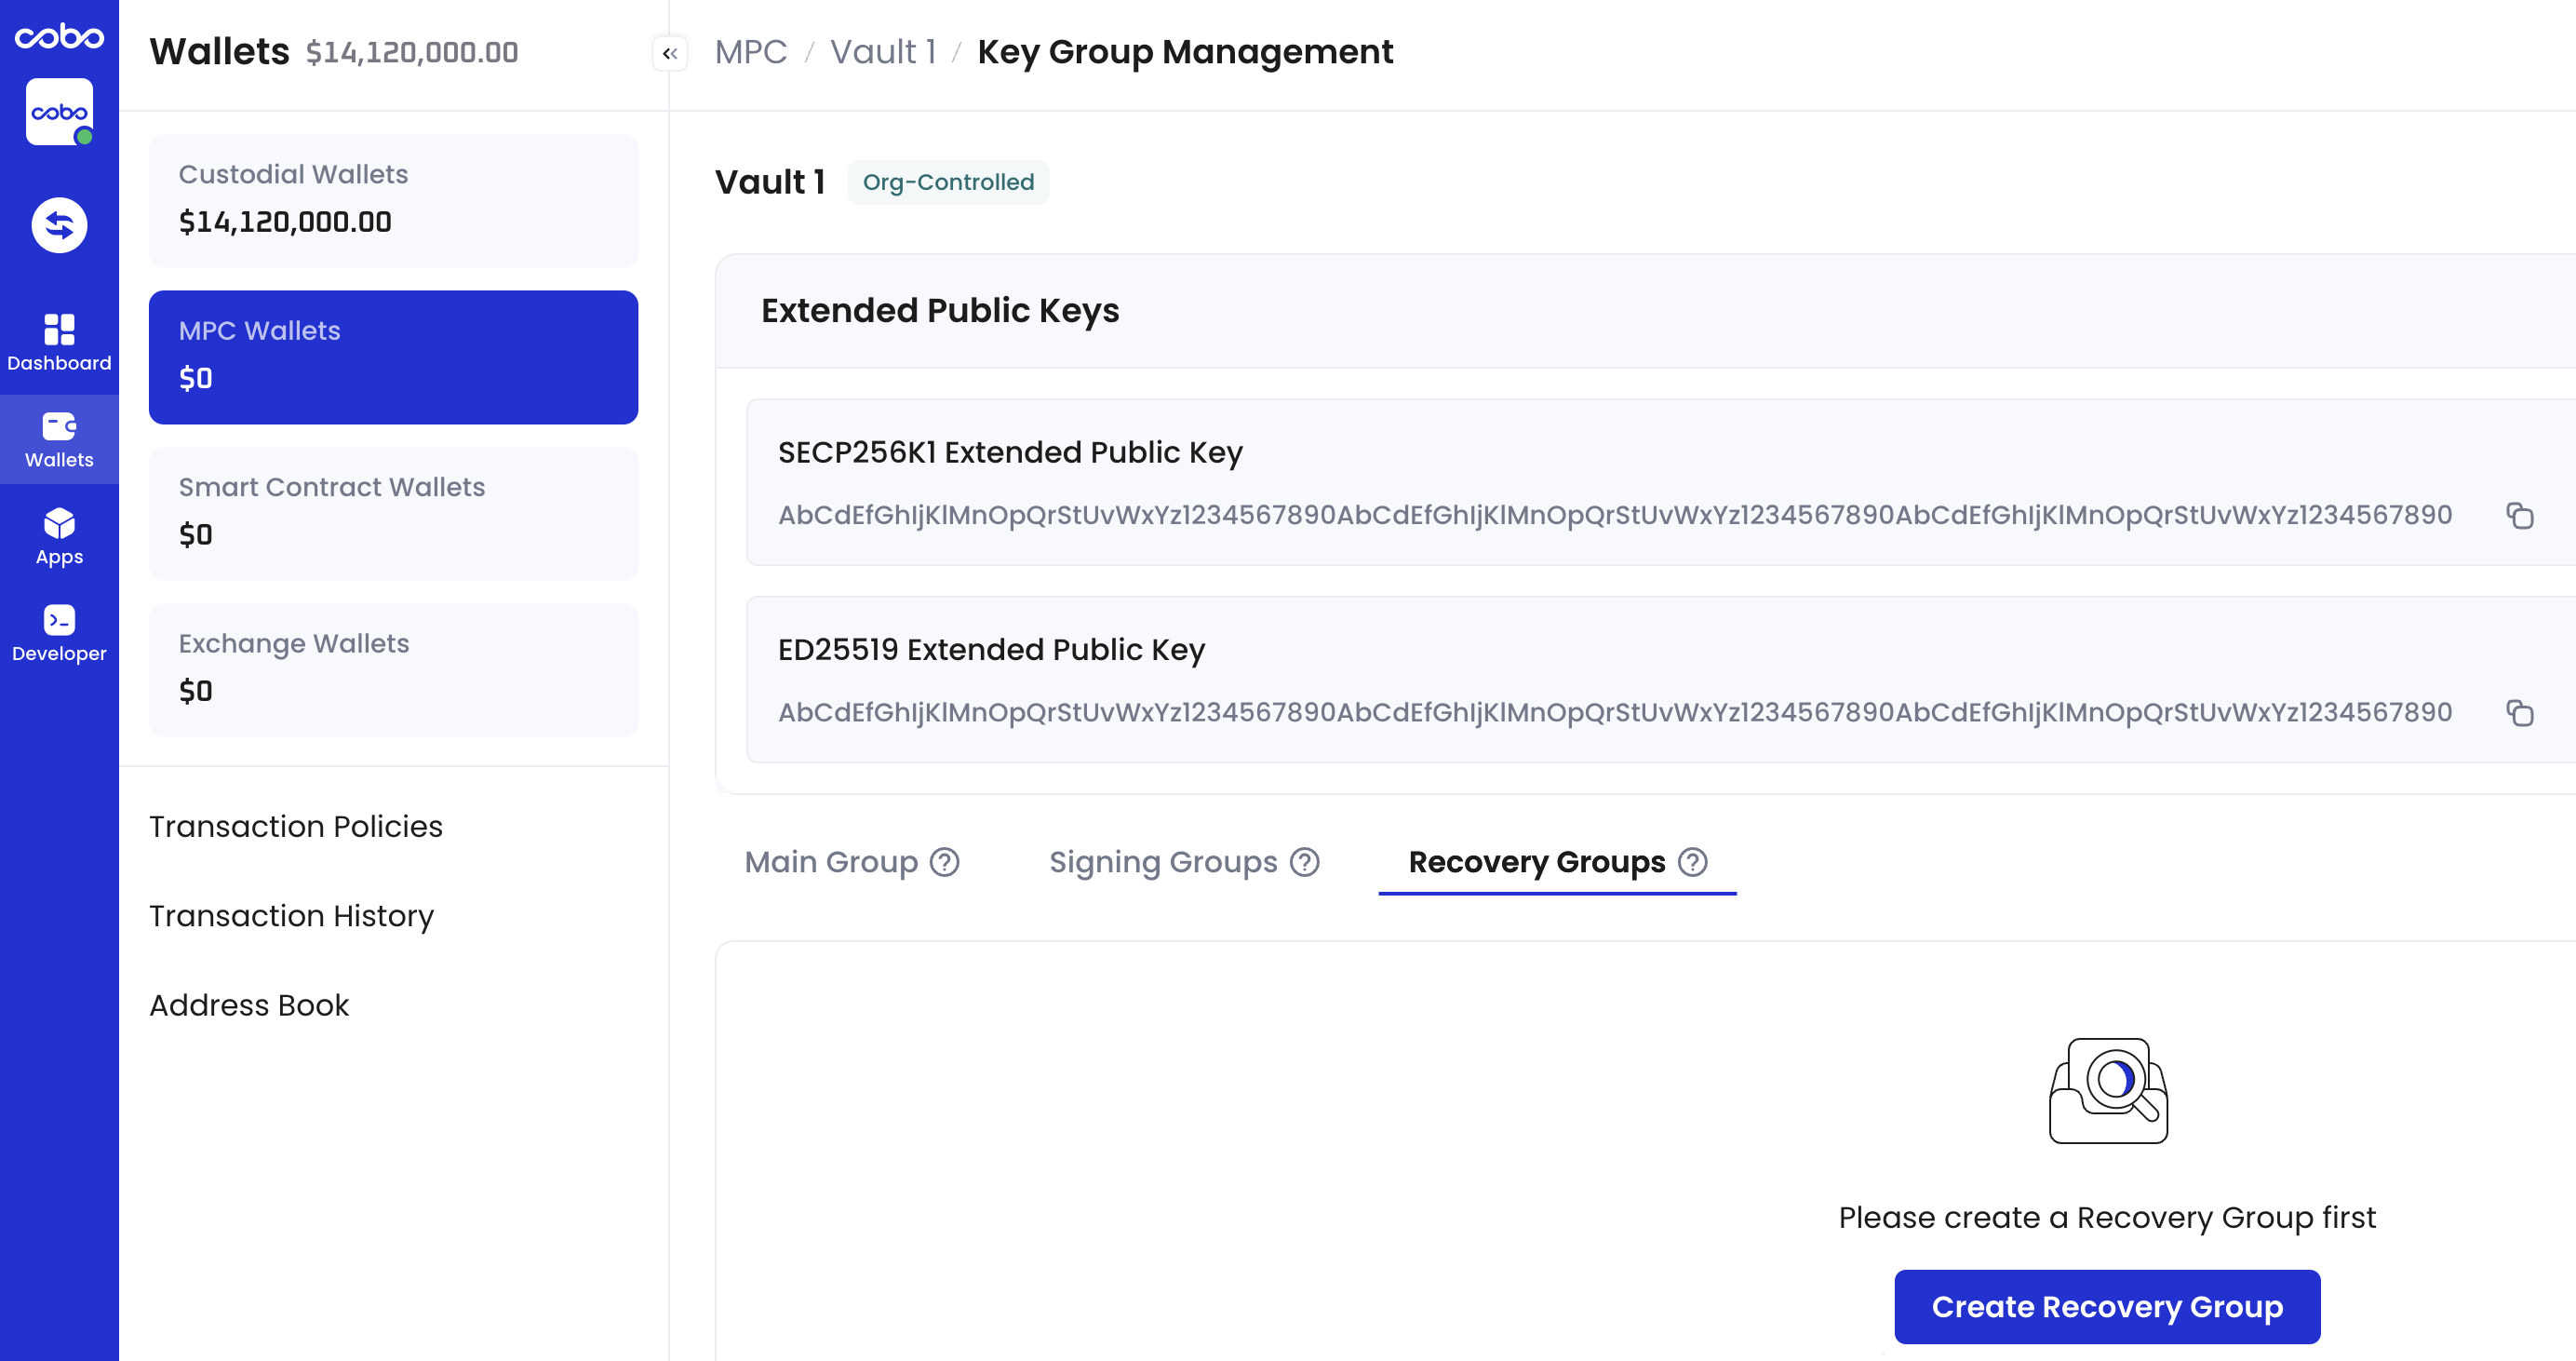 cobo
cobo
Dashboard
Wallets
Apps
Developer
Wallets $14,120,000.00
Custodial Wallets
$14,120,000.00
MPC Wallets
$0
Smart Contract Wallets
$0
Exchange Wallets
$0
Transaction Policies
Transaction History
Address Book
MPC / Vault 1 / Key Group Management
Vault 1 Org-Controlled
Extended Public Keys
SECP256K1 Extended Public Key
AbCdEfGhIjKlMnOpQrStUvWxYz1234567890AbCdEfGhIjKlMnOpQrStUvWxYz1234567890AbCdEfGhIjKlMnOpQrStUvWxYz1234567890
ED25519 Extended Public Key
AbCdEfGhIjKlMnOpQrStUvWxYz1234567890AbCdEfGhIjKlMnOpQrStUvWxYz1234567890AbCdEfGhIjKlMnOpQrStUvWxYz1234567890
Main Group ? Signing Groups ? Recovery Groups ?
Please create a Recovery Group first
Create Recovery Group